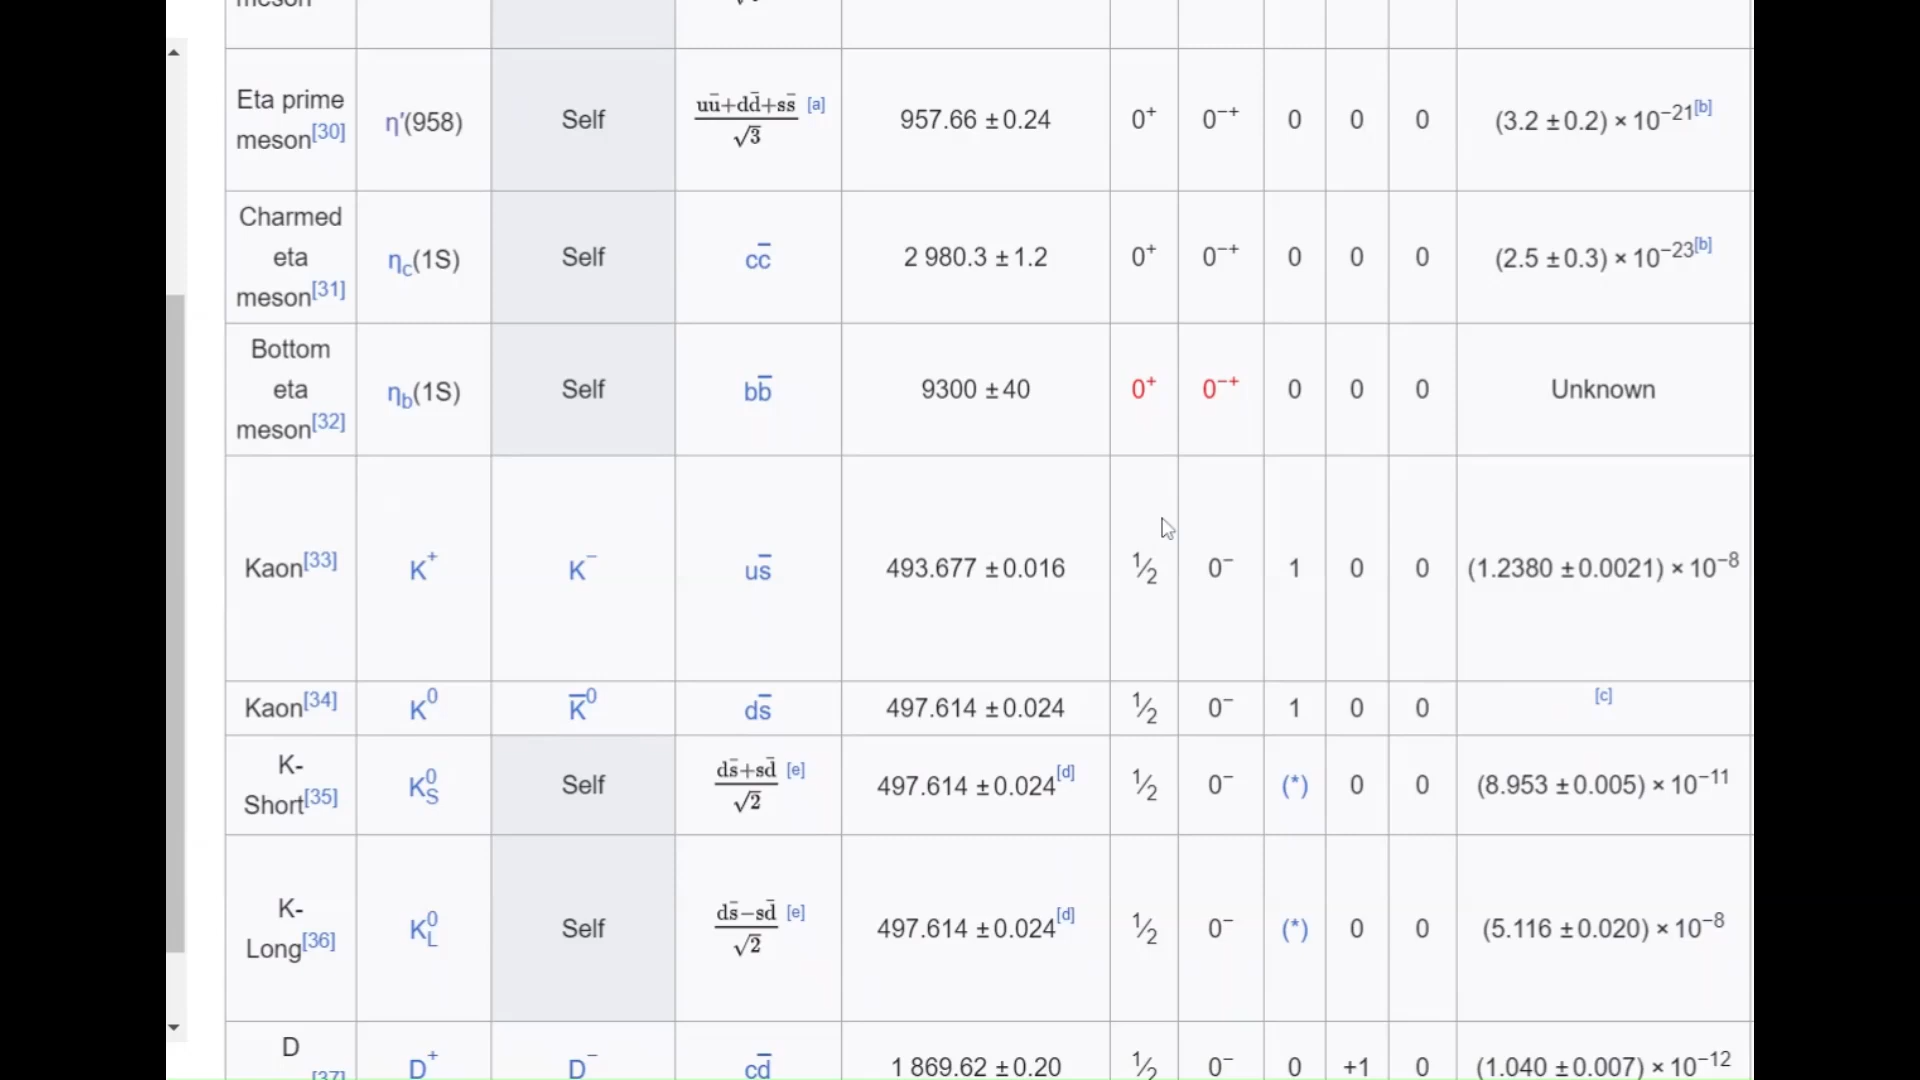 Eta prime
meson[30] η′(958) Self uū+dd̄+ss̄ / √3 [a] 957.66 ±0.24 0⁺ 0⁻⁺ 0 0 0 (3.2 ±0.2) × 10⁻²¹[b]
Charmed
eta
meson[31] ηc(1S) Self cc̄ 2 980.3 ±1.2 0⁺ 0⁻⁺ 0 0 0 (2.5 ±0.3) × 10⁻²³[b]
Bottom
eta
meson[32] ηb(1S) Self bb̄ 9300 ±40 0⁺ 0⁻⁺ 0 0 0 Unknown
Kaon[33] K⁺ K⁻ us̄ 493.677 ±0.016 ½ 0⁻ 1 0 0 (1.2380 ±0.0021) × 10⁻⁸
Kaon[34] K⁰ K̄⁰ ds̄ 497.614 ±0.024 ½ 0⁻ 1 0 0 [c]
K-
Short[35] K⁰S Self ds̄+sd̄ / √2 [e] 497.614 ±0.024[d] ½ 0⁻ (*) 0 0 (8.953 ±0.005) × 10⁻¹¹
K-
Long[36] K⁰L Self ds̄−sd̄ / √2 [e] 497.614 ±0.024[d] ½ 0⁻ (*) 0 0 (5.116 ±0.020) × 10⁻⁸
D
[37] D⁺ D⁻ cd̄ 1 869.62 ±0.20 ½ 0⁻ 0 +1 0 (1.040 ±0.007) × 10⁻¹²